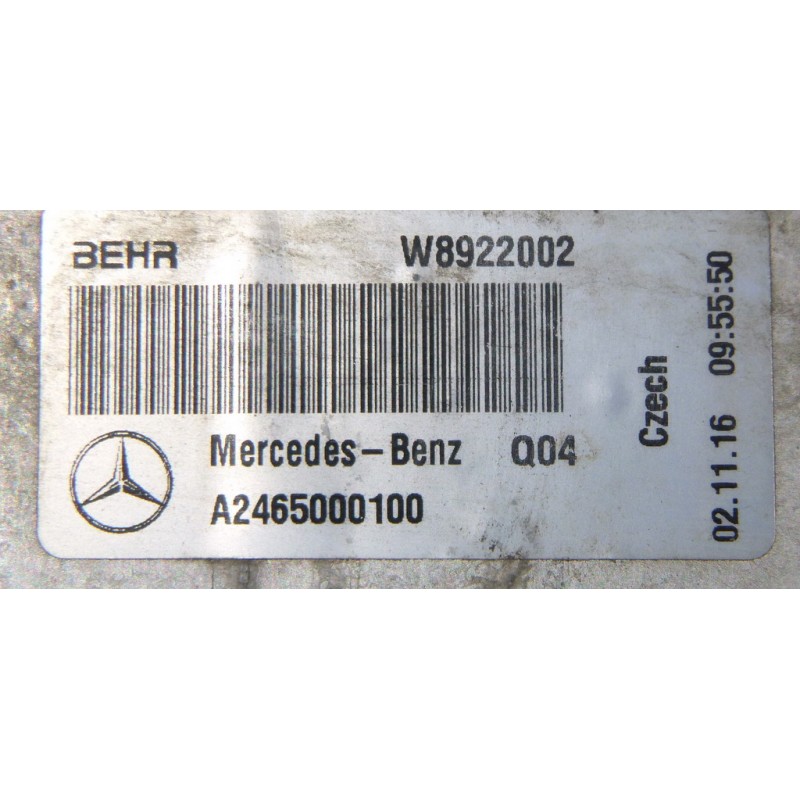 BEHR W8922002
Mercedes-Benz Q04
A2465000100
Czech
02.11.16 09:55:50